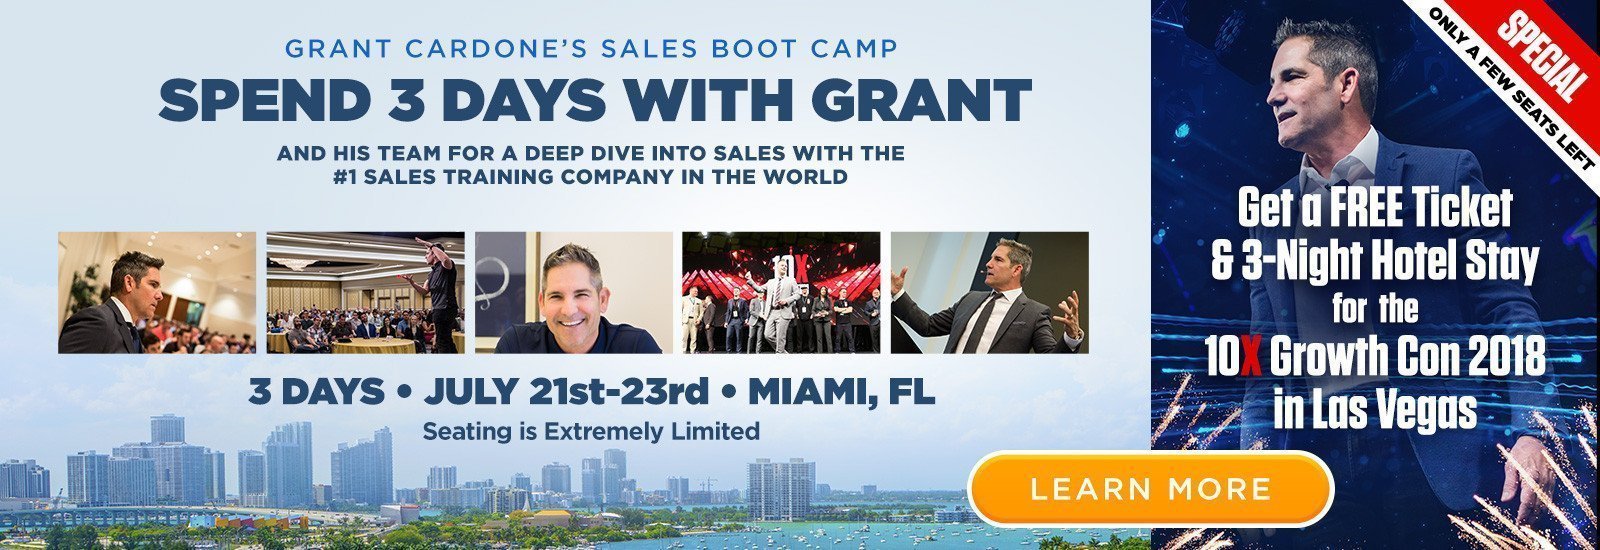 GRANT CARDONE’S SALES BOOT CAMP
SPEND 3 DAYS WITH GRANT
AND HIS TEAM FOR A DEEP DIVE INTO SALES WITH THE
#1 SALES TRAINING COMPANY IN THE WORLD
10X
3 DAYS • JULY 21st-23rd • MIAMI, FL
Seating is Extremely Limited
SPECIAL
ONLY A FEW SEATS LEFT
Get a FREE Ticket
& 3-Night Hotel Stay
for the
10X Growth Con 2018
in Las Vegas
LEARN MORE